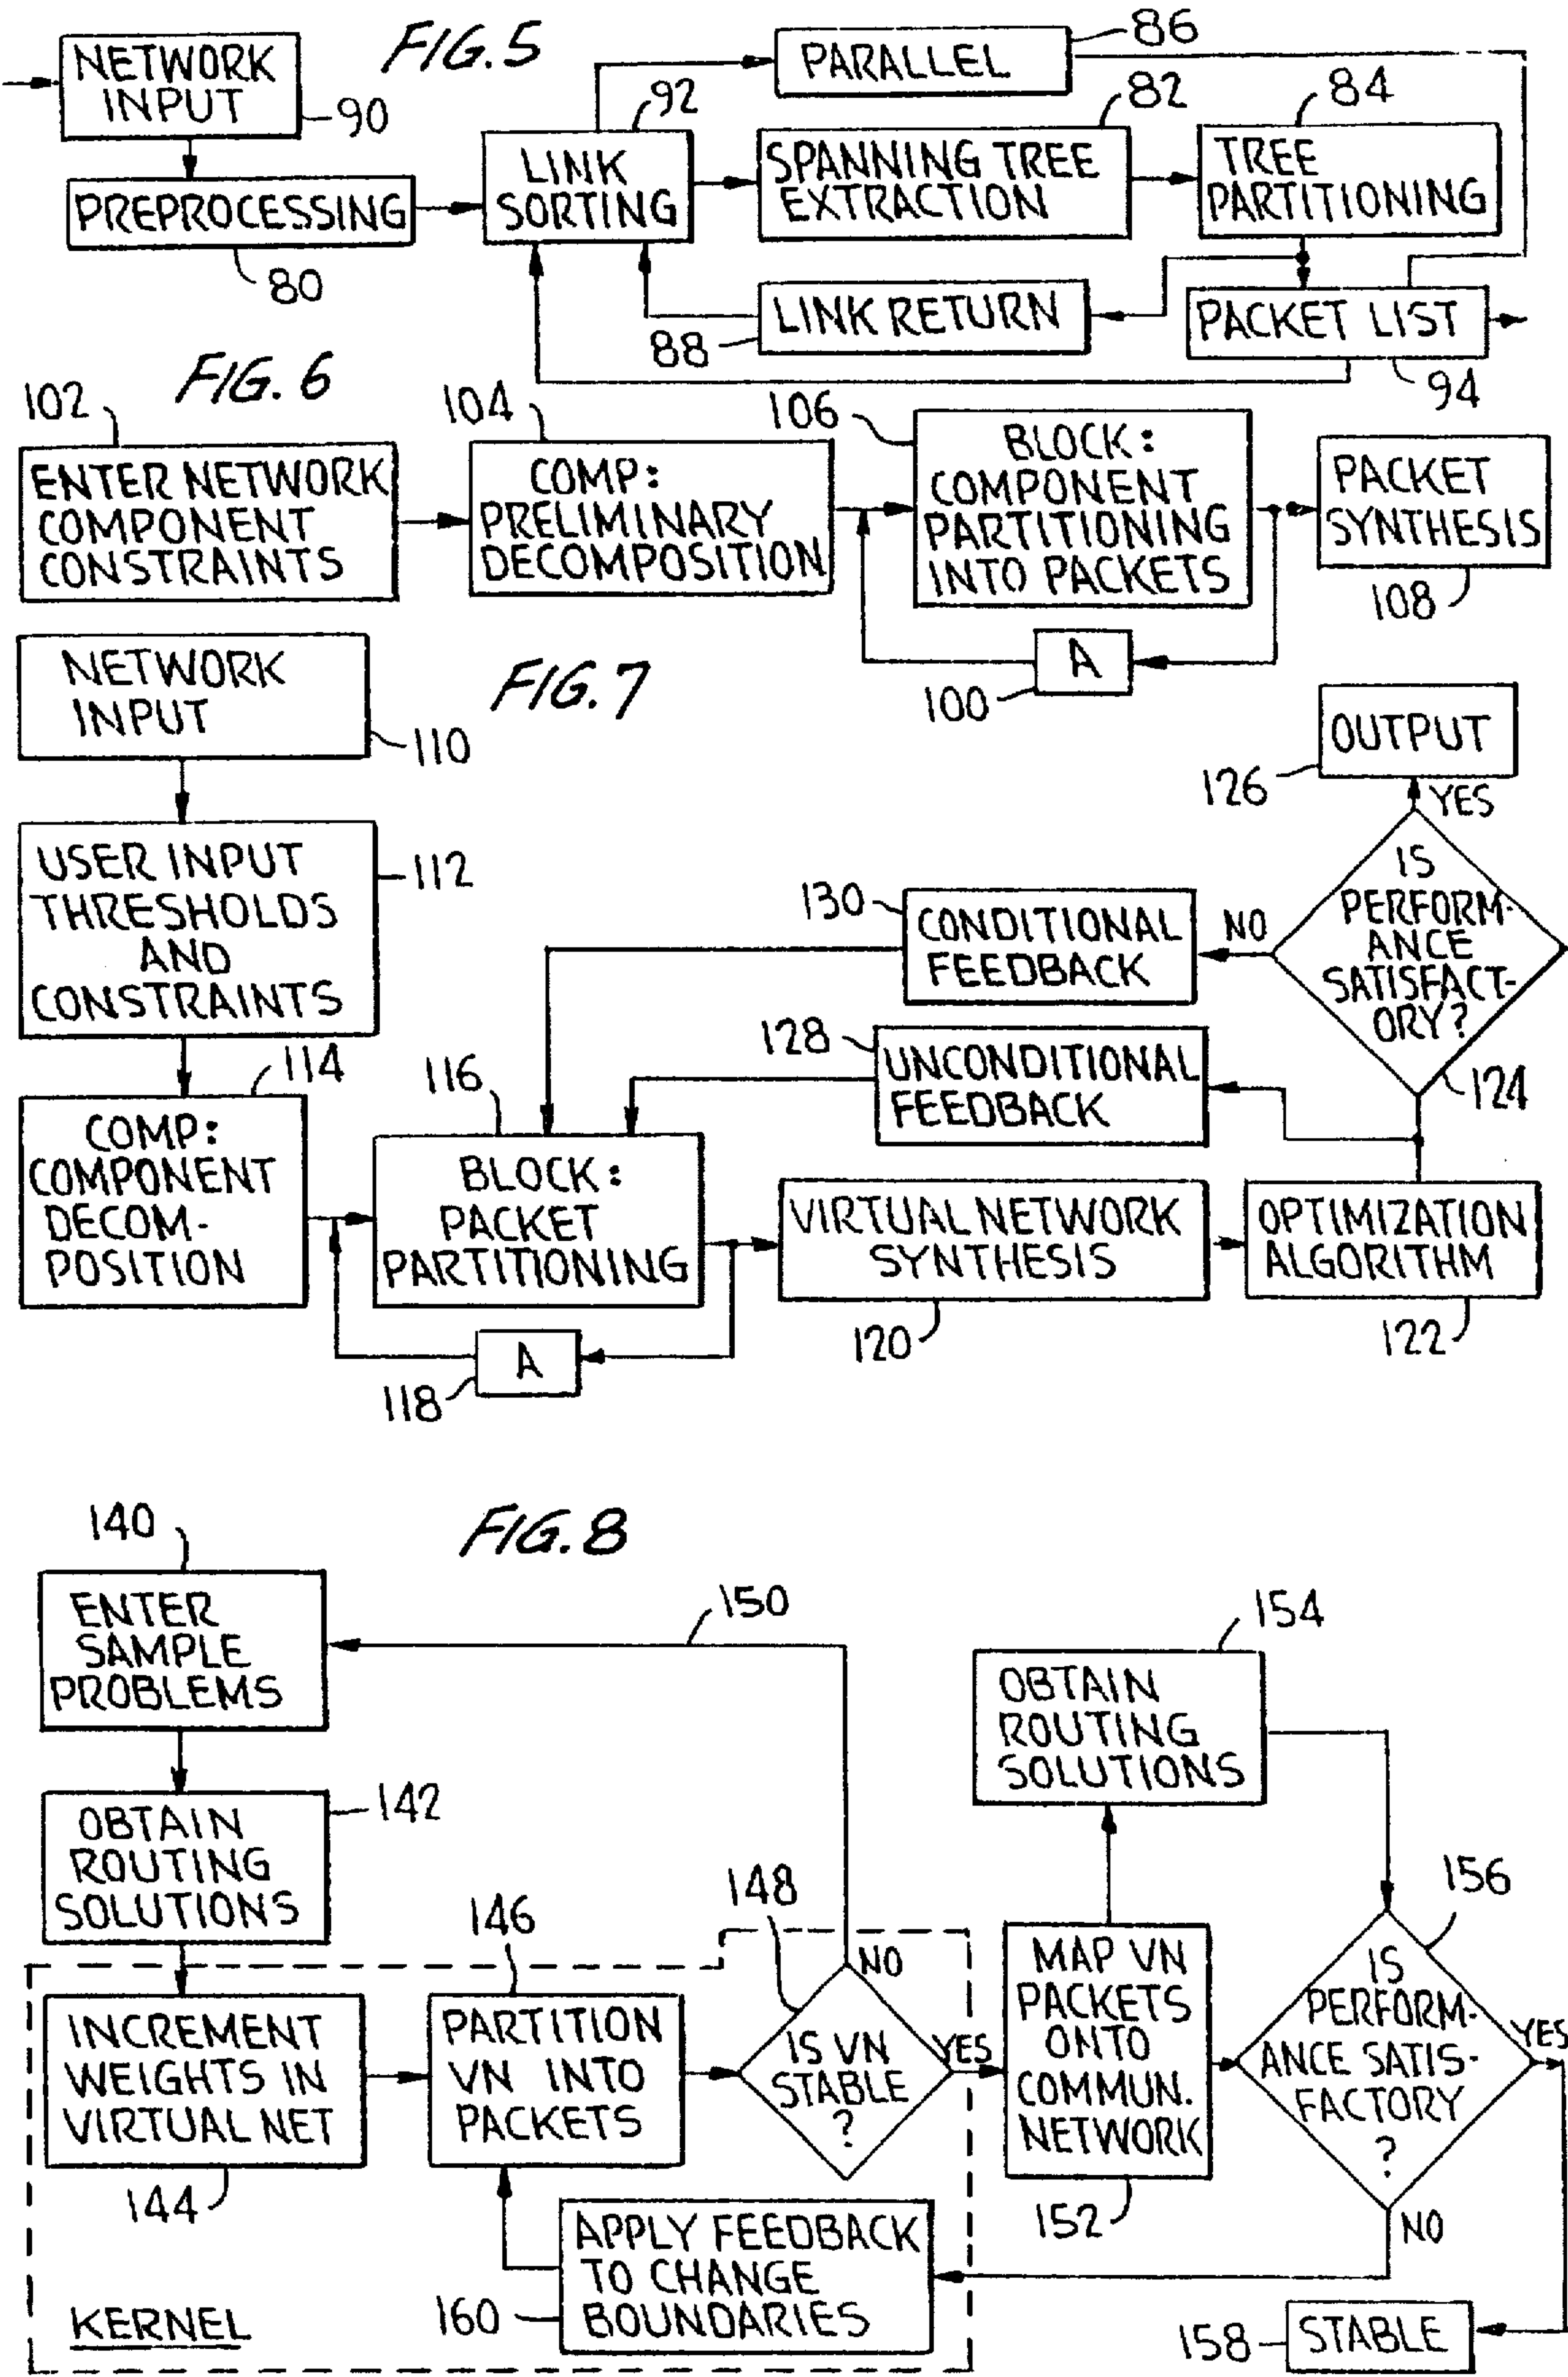 FIG. 5
NETWORK
INPUT
90
PREPROCESSING
80
LINK
SORTING
92
PARALLEL
86
SPANNING TREE
EXTRACTION
82
TREE
PARTITIONING
84
LINK RETURN
88
PACKET LIST
94
FIG. 6
102
ENTER NETWORK
COMPONENT
CONSTRAINTS
104
COMP:
PRELIMINARY
DECOMPOSITION
106
BLOCK:
COMPONENT
PARTITIONING
INTO PACKETS
PACKET
SYNTHESIS
108
A
100
FIG. 7
NETWORK
INPUT
110
USER INPUT
THRESHOLDS
AND
CONSTRAINTS
112
114
COMP:
COMPONENT
DECOM-
POSITION
116
BLOCK:
PACKET
PARTITIONING
A
118
VIRTUAL NETWORK
SYNTHESIS
120
OPTIMIZATION
ALGORITHM
122
128
UNCONDITIONAL
FEEDBACK
130
CONDITIONAL
FEEDBACK
NO
IS
PERFORM-
ANCE
SATISFACT-
ORY?
124
YES
OUTPUT
126
FIG. 8
140
ENTER
SAMPLE
PROBLEMS
150
OBTAIN
ROUTING
SOLUTIONS
142
INCREMENT
WEIGHTS IN
VIRTUAL NET
144
146
PARTITION
VN INTO
PACKETS
148
NO
IS VN
STABLE
?
YES
MAP VN
PACKETS
ONTO
COMMUN.
NETWORK
152
154
OBTAIN
ROUTING
SOLUTIONS
156
IS
PERFORM-
ANCE SATIS-
FACTORY
?
YES
NO
APPLY FEEDBACK
TO CHANGE
BOUNDARIES
160
KERNEL
158
STABLE